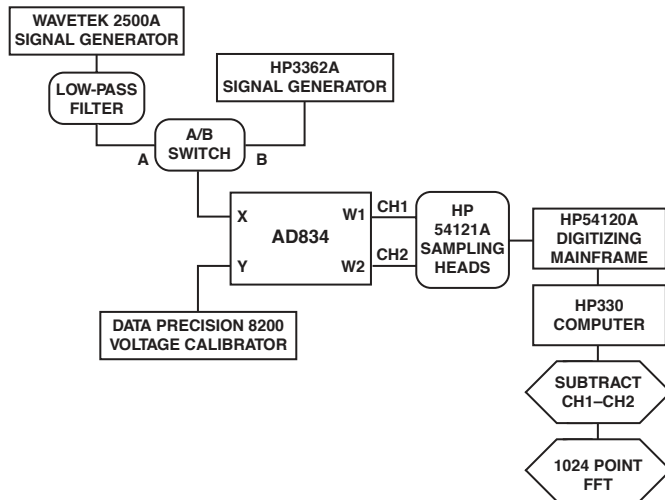 WAVETEK 2500A
SIGNAL GENERATOR
LOW-PASS
FILTER
HP3362A
SIGNAL GENERATOR
A/B
SWITCH
A
B
X
Y
AD834
W1
W2
CH1
CH2
HP
54121A
SAMPLING
HEADS
HP54120A
DIGITIZING
MAINFRAME
DATA PRECISION 8200
VOLTAGE CALIBRATOR
HP330
COMPUTER
SUBTRACT
CH1–CH2
1024 POINT
FFT